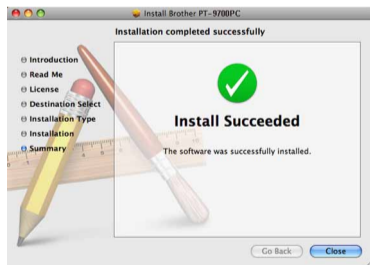 Install Brother PT-9700PC
Installation completed successfully
Introduction
Read Me
License
Destination Select
Installation Type
Installation
Summary
Install Succeeded
The software was successfully installed.
Go Back
Close